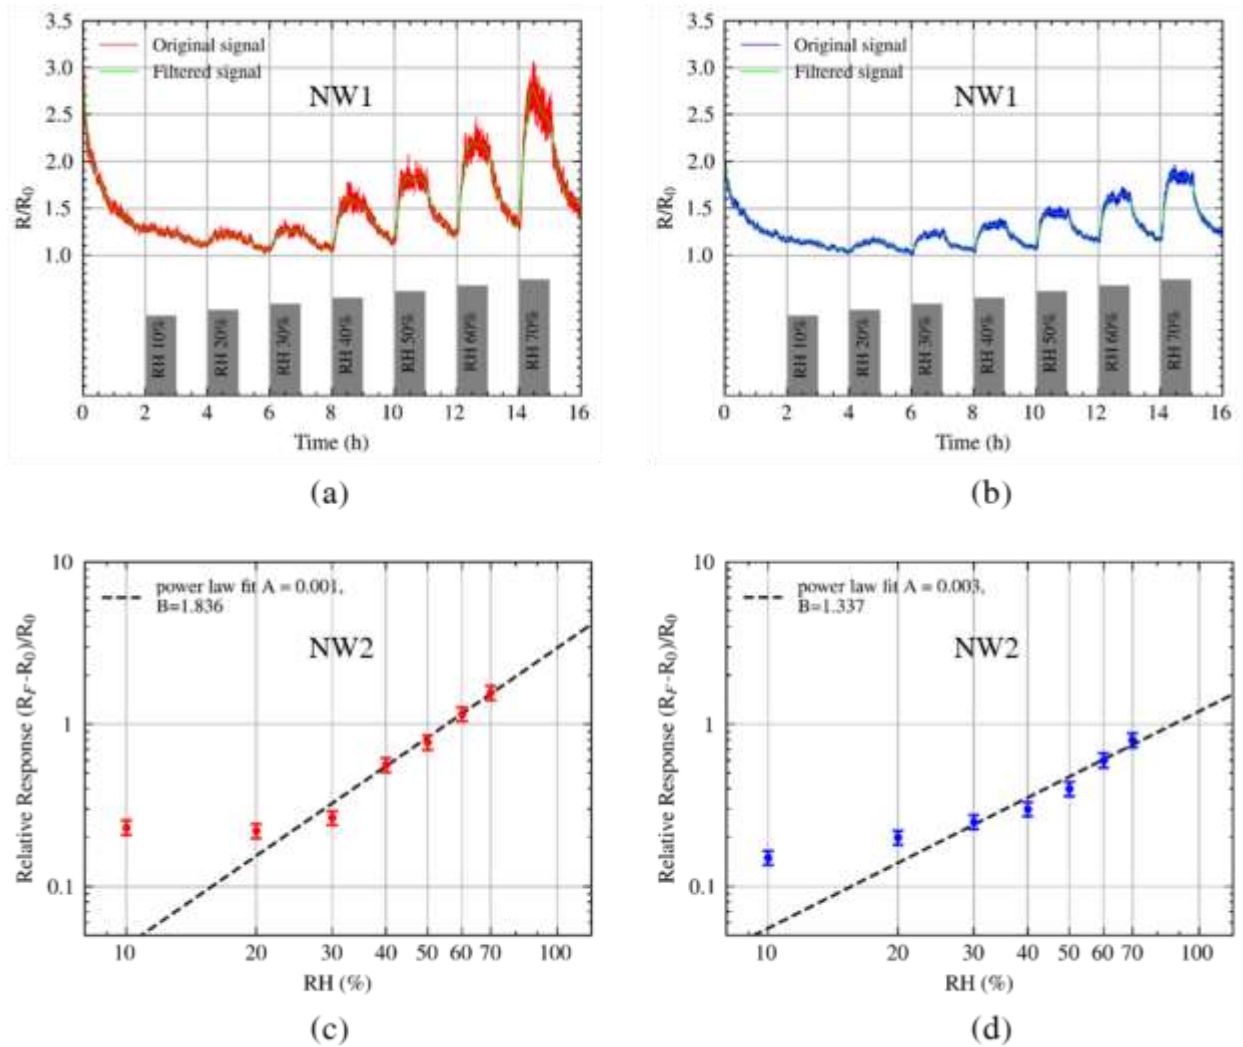 3.5
3.0
2.5
2.0
1.5
1.0
R/R0
Original signal
Filtered signal
NW1
RH 10%
RH 20%
RH 30%
RH 40%
RH 50%
RH 60%
RH 70%
0 2 4 6 8 10 12 14 16
Time (h)
(a)
3.5
3.0
2.5
2.0
1.5
1.0
R/R0
Original signal
Filtered signal
NW1
RH 10%
RH 20%
RH 30%
RH 40%
RH 50%
RH 60%
RH 70%
0 2 4 6 8 10 12 14 16
Time (h)
(b)
10
1
0.1
Relative Response (RF-R0)/R0
power law fit A = 0.001,
B=1.836
NW2
10 20 30 40 50 60 70 100
RH (%)
(c)
10
1
0.1
Relative Response (RF-R0)/R0
power law fit A = 0.003,
B=1.337
NW2
10 20 30 40 50 60 70 100
RH (%)
(d)